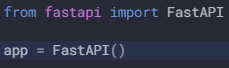 from fastapi import FastAPI
app = FastAPI()